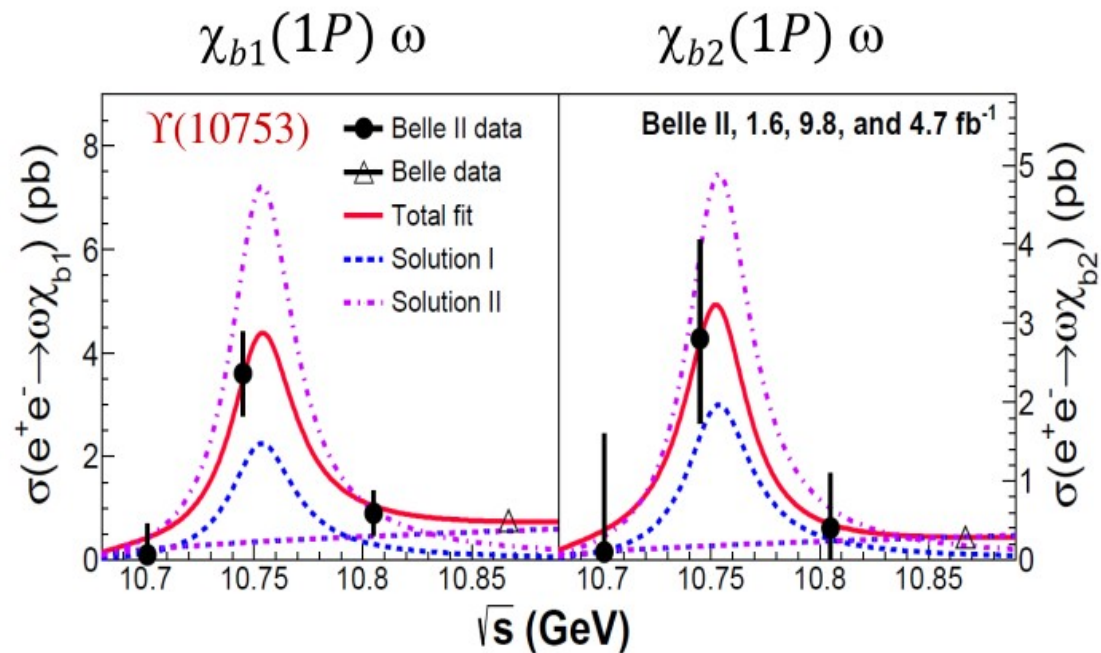 χb1(1P) ω
χb2(1P) ω
ϒ(10753)
Belle II data
Belle data
Total fit
Solution I
Solution II
Belle II, 1.6, 9.8, and 4.7 fb⁻¹
σ(e⁺e⁻→ωχb1) (pb)
8
6
4
2
0
σ(e⁺e⁻→ωχb2) (pb)
5
4
3
2
1
0
10.7 10.75 10.8 10.85
10.7 10.75 10.8 10.85
√s (GeV)